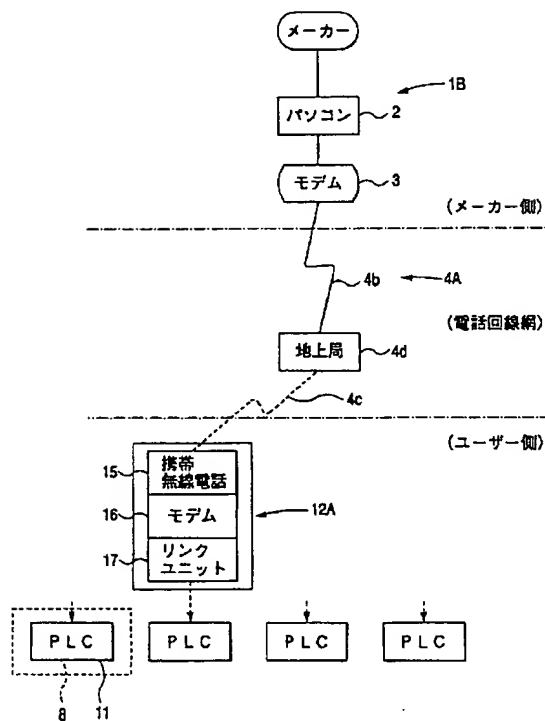 メーカー
1B
パソコン
2
モデム
3
(メーカー側)
4b
4A
(電話回線網)
地上局
4d
4c
(ユーザー側)
15
携帯
無線電話
16
モデム
12A
17
リンク
ユニット
PLC
PLC
PLC
PLC
8
11